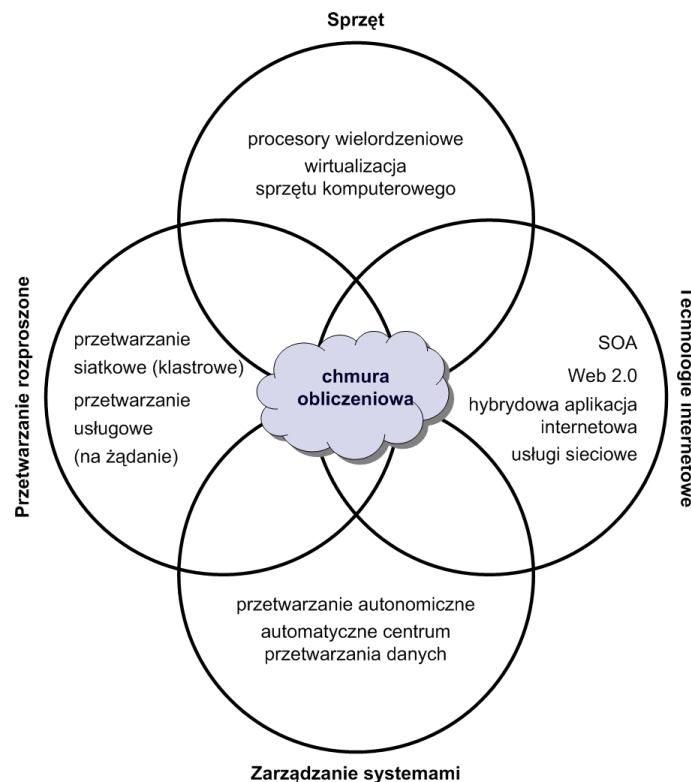 Sprzęt
procesory wielordzeniowe
wirtualizacja
sprzętu komputerowego
Przetwarzanie rozproszone
przetwarzanie
siatkowe (klastrowe)
przetwarzanie
usługowe
(na żądanie)
chmura
obliczeniowa
SOA
Web 2.0
hybrydowa aplikacja
internetowa
usługi sieciowe
Technologie internetowe
przetwarzanie autonomiczne
automatyczne centrum
przetwarzania danych
Zarządzanie systemami